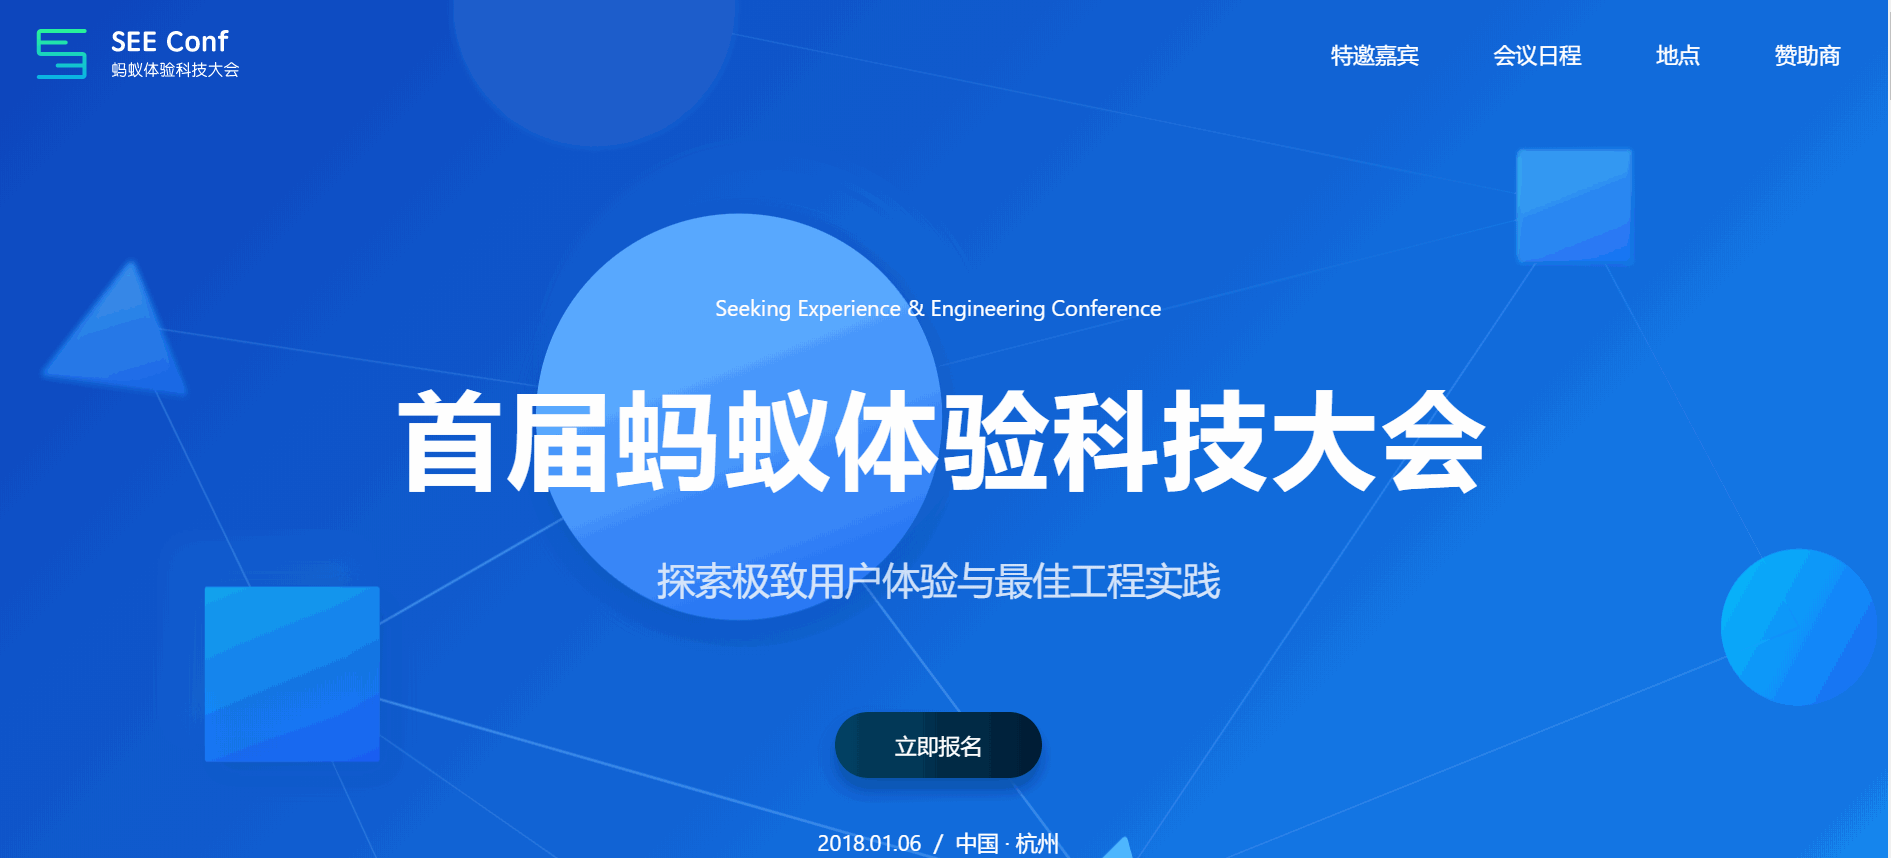 SEE Conf
蚂蚁体验科技大会
特邀嘉宾 会议日程 地点 赞助商
Seeking Experience & Engineering Conference
首届蚂蚁体验科技大会
探索极致用户体验与最佳工程实践
立即报名
2018.01.06 / 中国 · 杭州